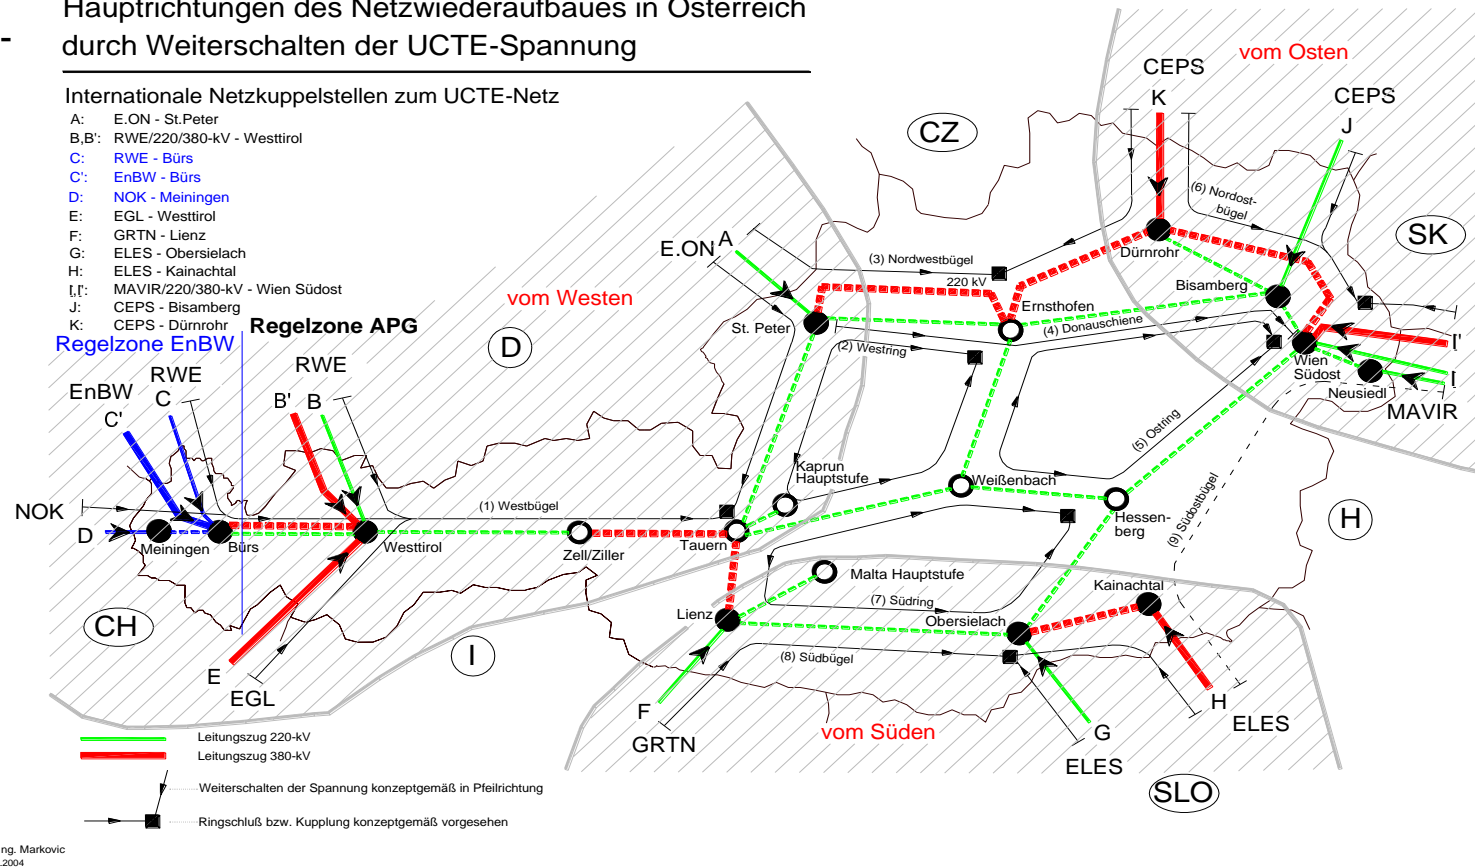 Hauptrichtungen des Netzwiederaufbaues in Österreich
durch Weiterschalten der UCTE-Spannung
-
Internationale Netzkuppelstellen zum UCTE-Netz
A: E.ON - St.Peter
B,B': RWE/220/380-kV - Westtirol
C: RWE - Bürs
C': EnBW - Bürs
D: NOK - Meiningen
E: EGL - Westtirol
F: GRTN - Lienz
G: ELES - Obersielach
H: ELES - Kainachtal
I,I': MAVIR/220/380-kV - Wien Südost
J: CEPS - Bisamberg
K: CEPS - Dürnrohr
Regelzone EnBW
Regelzone APG
vom Westen
vom Osten
vom Süden
CZ
SK
D
H
CH
I
SLO
CEPS
K
CEPS
J
(6) Nordost-
bügel
Dürnrohr
Bisamberg
E.ON
A
(3) Nordwestbügel
220 kV
Ernsthofen
St. Peter
(4) Donauschiene
(2) Westring
Wien
Südost
Neusiedl
I'
I
MAVIR
EnBW
C'
RWE
C
RWE
B'
B
NOK
D
Meiningen
Bürs
Westtirol
(1) Westbügel
Zell/Ziller
Tauern
Kaprun
Hauptstufe
Weißenbach
(5) Ostring
Hessen-
berg
(9) Südostbügel
Malta Hauptstufe
Kainachtal
(7) Südring
Lienz
Obersielach
(8) Südbügel
E
EGL
F
GRTN
G
ELES
H
ELES
Leitungszug 220-kV
Leitungszug 380-kV
Weiterschalten der Spannung konzeptgemäß in Pfeilrichtung
Ringschluß bzw. Kupplung konzeptgemäß vorgesehen
ng. Markovic
.2004